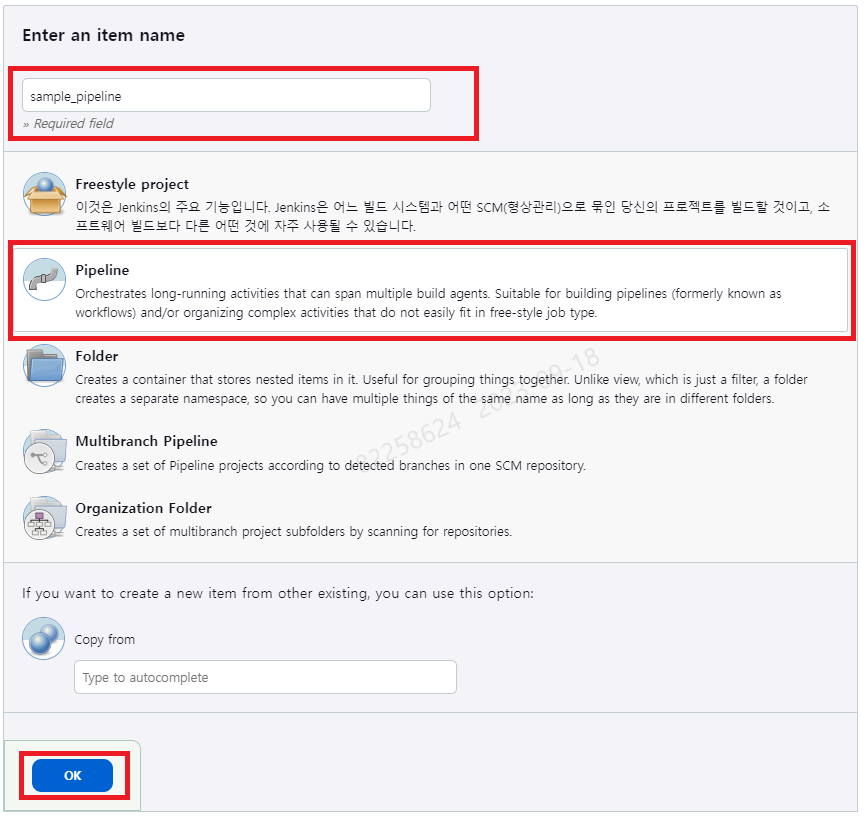 Enter an item name
sample_pipeline
» Required field
Freestyle project
이것은 Jenkins의 주요 기능입니다. Jenkins은 어느 빌드 시스템과 어떤 SCM(형상관리)으로 묶인 당신의 프로젝트를 빌드할 것이고, 소
프트웨어 빌드보다 다른 어떤 것에 자주 사용될 수 있습니다.
Pipeline
Orchestrates long-running activities that can span multiple build agents. Suitable for building pipelines (formerly known as
workflows) and/or organizing complex activities that do not easily fit in free-style job type.
Folder
Creates a container that stores nested items in it. Useful for grouping things together. Unlike view, which is just a filter, a folder
creates a separate namespace, so you can have multiple things of the same name as long as they are in different folders.
Multibranch Pipeline
Creates a set of Pipeline projects according to detected branches in one SCM repository.
Organization Folder
Creates a set of multibranch project subfolders by scanning for repositories.
If you want to create a new item from other existing, you can use this option:
Copy from
Type to autocomplete
OK